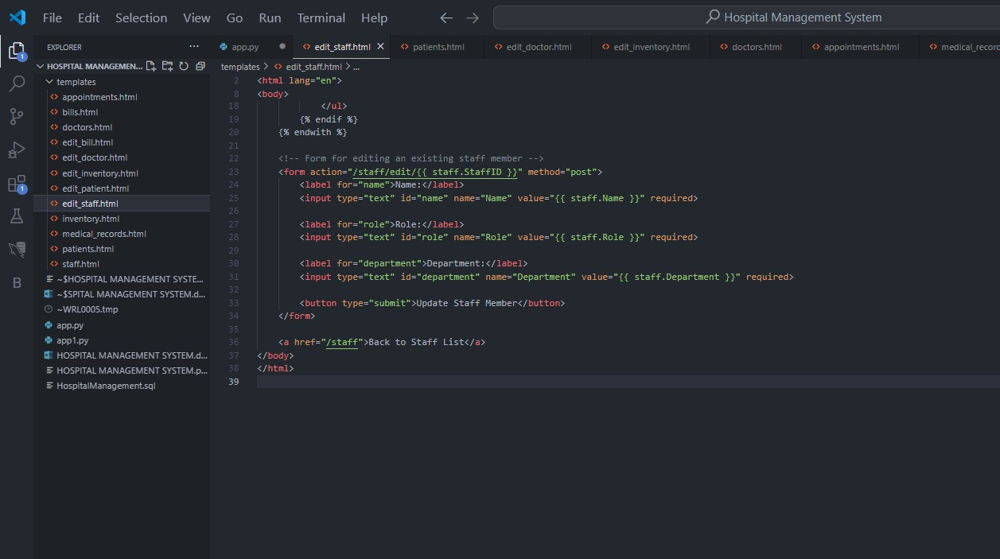 File Edit Selection View Go Run Terminal Help
Hospital Management System
EXPLORER
app.py
edit_staff.html
patients.html
edit_doctor.html
edit_inventory.html
doctors.html
appointments.html
medical_recor
HOSPITAL MANAGEMEN...
templates
appointments.html
bills.html
doctors.html
edit_bill.html
edit_doctor.html
edit_inventory.html
edit_patient.html
edit_staff.html
inventory.html
medical_records.html
patients.html
staff.html
~$HOSPITAL MANAGEMENT SYSTE...
~$SPITAL MANAGEMENT SYSTEM.d...
~WRL0005.tmp
app.py
app1.py
HOSPITAL MANAGEMENT SYSTEM.d...
HOSPITAL MANAGEMENT SYSTEM.p...
HospitalManagement.sql
1
1
B
templates > edit_staff.html > ...
2 <html lang="en">
8 <body>
18 </ul>
19 {% endif %}
20 {% endwith %}
21
22 <!-- Form for editing an existing staff member -->
23 <form action="/staff/edit/{{ staff.StaffID }}" method="post">
24 <label for="name">Name:</label>
25 <input type="text" id="name" name="Name" value="{{ staff.Name }}" required>
26
27 <label for="role">Role:</label>
28 <input type="text" id="role" name="Role" value="{{ staff.Role }}" required>
29
30 <label for="department">Department:</label>
31 <input type="text" id="department" name="Department" value="{{ staff.Department }}" required>
32
33 <button type="submit">Update Staff Member</button>
34 </form>
35
36 <a href="/staff">Back to Staff List</a>
37 </body>
38 </html>
39